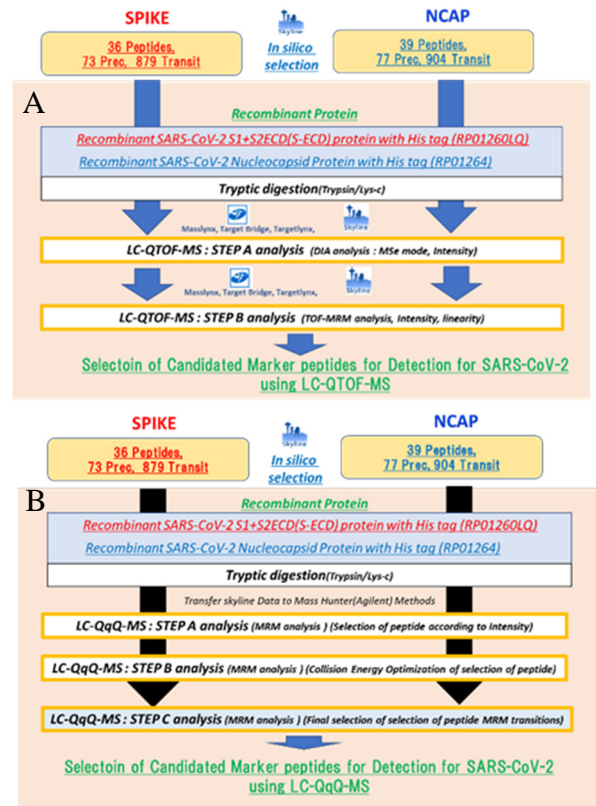 SPIKE
NCAP
36 Peptides,
73 Prec, 879 Transit
Skyline
In silico
selection
39 Peptides,
77 Prec, 904 Transit
A
Recombinant Protein
Recombinant SARS-CoV-2 S1+S2ECD(S-ECD) protein with His tag (RP01260LQ)
Recombinant SARS-CoV-2 Nucleocapsid Protein with His tag (RP01264)
Tryptic digestion(Trypsin/Lys-c)
Masslynx, Target Bridge, Targetlynx,
Skyline
LC-QTOF-MS : STEP A analysis (DIA analysis : MSe mode, Intensity)
Masslynx, Target Bridge, Targetlynx,
Skyline
LC-QTOF-MS : STEP B analysis (TOF-MRM analysis, Intensity, linearity)
Selectoin of Candidated Marker peptides for Detection for SARS-CoV-2
using LC-QTOF-MS
SPIKE
NCAP
36 Peptides,
73 Prec, 879 Transit
Skyline
In silico
selection
39 Peptides,
77 Prec, 904 Transit
B
Recombinant Protein
Recombinant SARS-CoV-2 S1+S2ECD(S-ECD) protein with His tag (RP01260LQ)
Recombinant SARS-CoV-2 Nucleocapsid Protein with His tag (RP01264)
Tryptic digestion(Trypsin/Lys-c)
Transfer skyline Data to Mass Hunter(Agilent) Methods
LC-QqQ-MS : STEP A analysis (MRM analysis ) (Selection of peptide according to Intensity)
LC-QqQ-MS : STEP B analysis (MRM analysis ) (Collision Energy Optimization of selection of peptide)
LC-QqQ-MS : STEP C analysis (MRM analysis ) (Final selection of selection of peptide MRM transitions)
Selectoin of Candidated Marker peptides for Detection for SARS-CoV-2
using LC-QqQ-MS